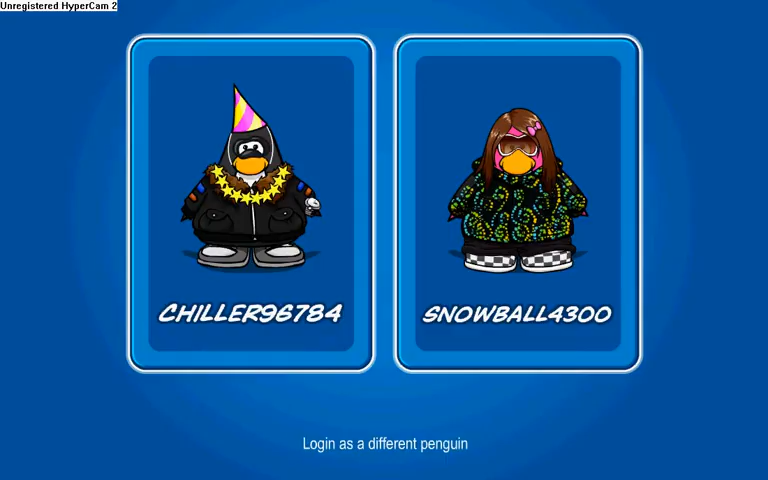 Unregistered HyperCam 2
CHILLER96784
SNOWBALL4300
Login as a different penguin